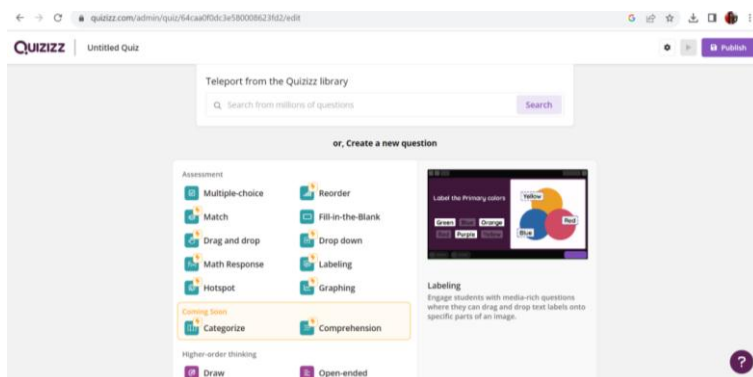 quizizz.com/admin/quiz/64caa0f0dc3e580008623fd2/edit
QUIZIZZ Untitled Quiz Publish
Teleport from the Quizizz library
Search from millions of questions Search
or, Create a new question
Assessment
Multiple-choice Reorder
Match Fill-in-the-Blank
Drag and drop Drop down
Math Response Labeling
Hotspot Graphing
Coming Soon
Categorize Comprehension
Higher-order thinking
Draw Open-ended
Label the Primary colors
Yellow
Green Blue Orange
Red Purple Yellow
Red
Blue
Labeling
Engage students with media-rich questions
where they can drag and drop text labels onto
specific parts of an image.
?